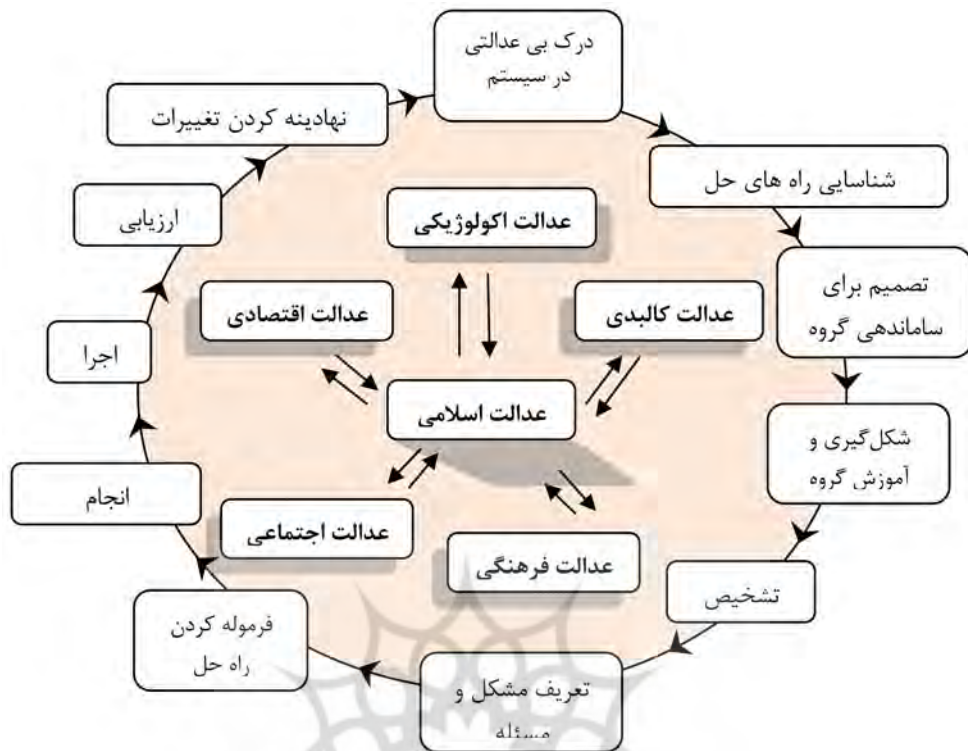 درک بی عدالتی
در سیستم
شناسایی راه های حل
تصمیم برای
ساماندهی گروه
شکل‌گیری و
آموزش گروه
تشخیص
تعریف مشکل و
مسئله
فرموله کردن
راه حل
انجام
اجرا
ارزیابی
نهادینه کردن تغییرات
عدالت اکولوژیکی
عدالت کالبدی
عدالت اقتصادی
عدالت اسلامی
عدالت اجتماعی
عدالت فرهنگی